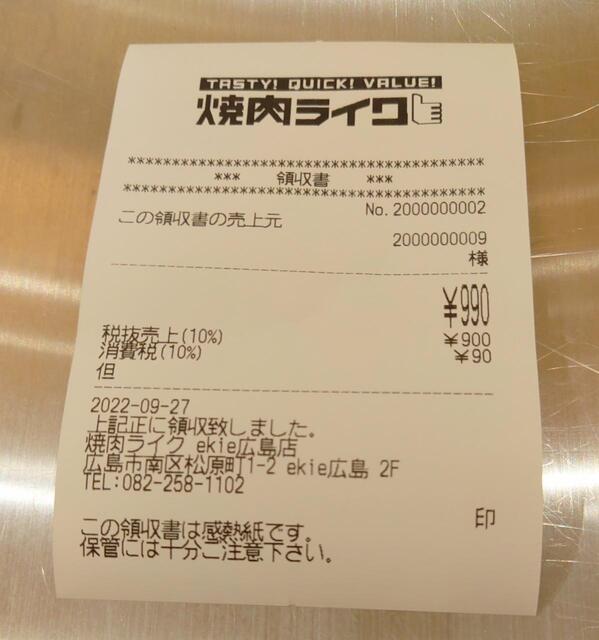 TASTY! QUICK! VALUE!
焼肉ライク
****************************************
*** 領収書 ***
****************************************
No. 2000000002
この領収書の売上元
2000000009
様
¥990
税抜売上(10%) ¥900
消費税(10%) ¥90
但
2022-09-27
上記正に領収致しました。
焼肉ライク ekie広島店
広島市南区松原町1-2 ekie広島 2F
TEL:082-258-1102
印
この領収書は感熱紙です。
保管には十分ご注意下さい。